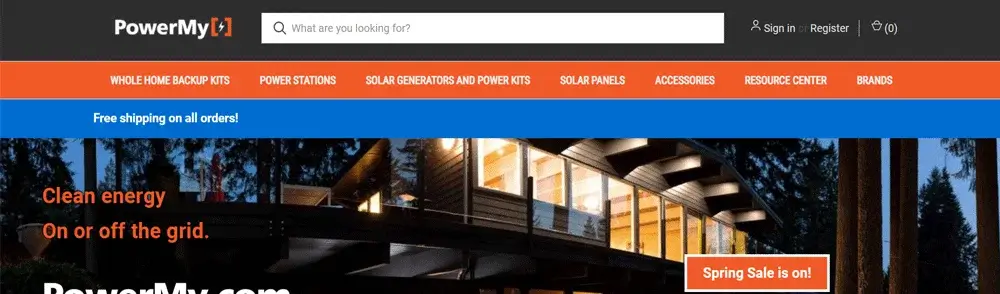 PowerMy
What are you looking for?
Sign in or Register
(0)
WHOLE HOME BACKUP KITS
POWER STATIONS
SOLAR GENERATORS AND POWER KITS
SOLAR PANELS
ACCESSORIES
RESOURCE CENTER
BRANDS
Free shipping on all orders!
Clean energy
On or off the grid.
Spring Sale is on!
PowerMy.com